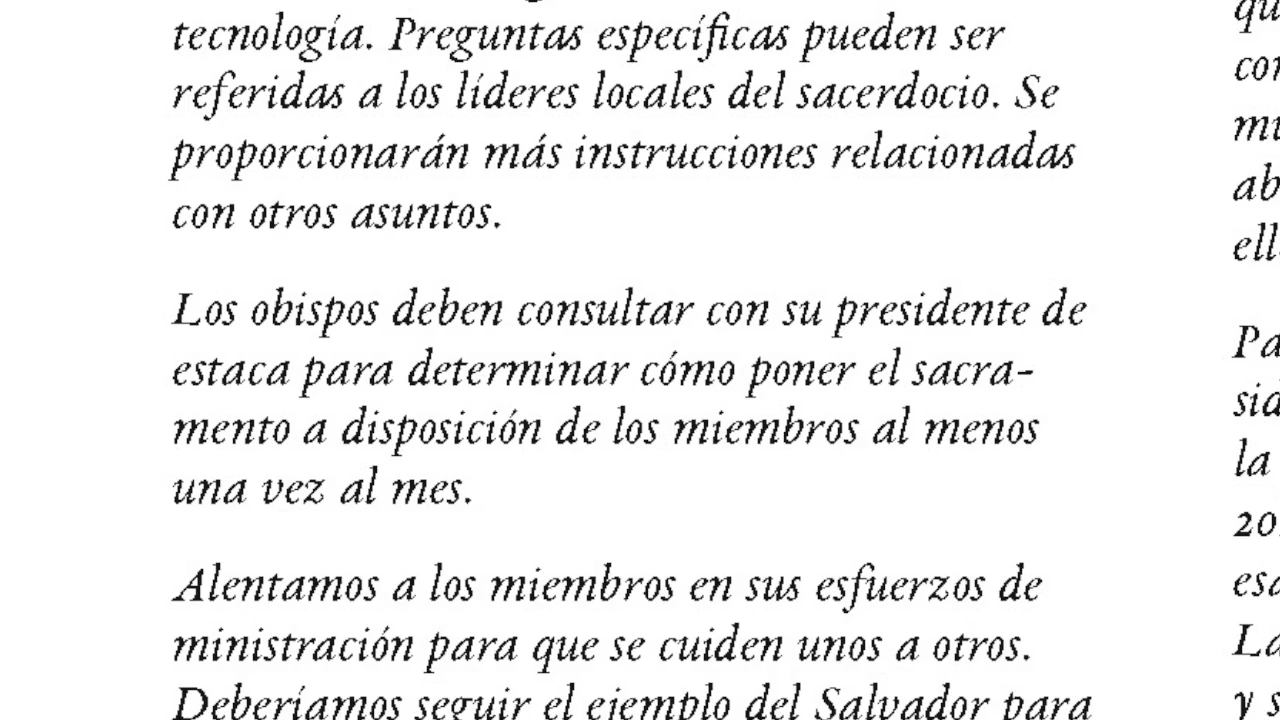 tecnología. Preguntas específicas pueden ser
referidas a los líderes locales del sacerdocio. Se
proporcionarán más instrucciones relacionadas
con otros asuntos.
Los obispos deben consultar con su presidente de
estaca para determinar cómo poner el sacra-
mento a disposición de los miembros al menos
una vez al mes.
Alentamos a los miembros en sus esfuerzos de
ministración para que se cuiden unos a otros.
Deberíamos seguir el ejemplo del Salvador para
la
La
y